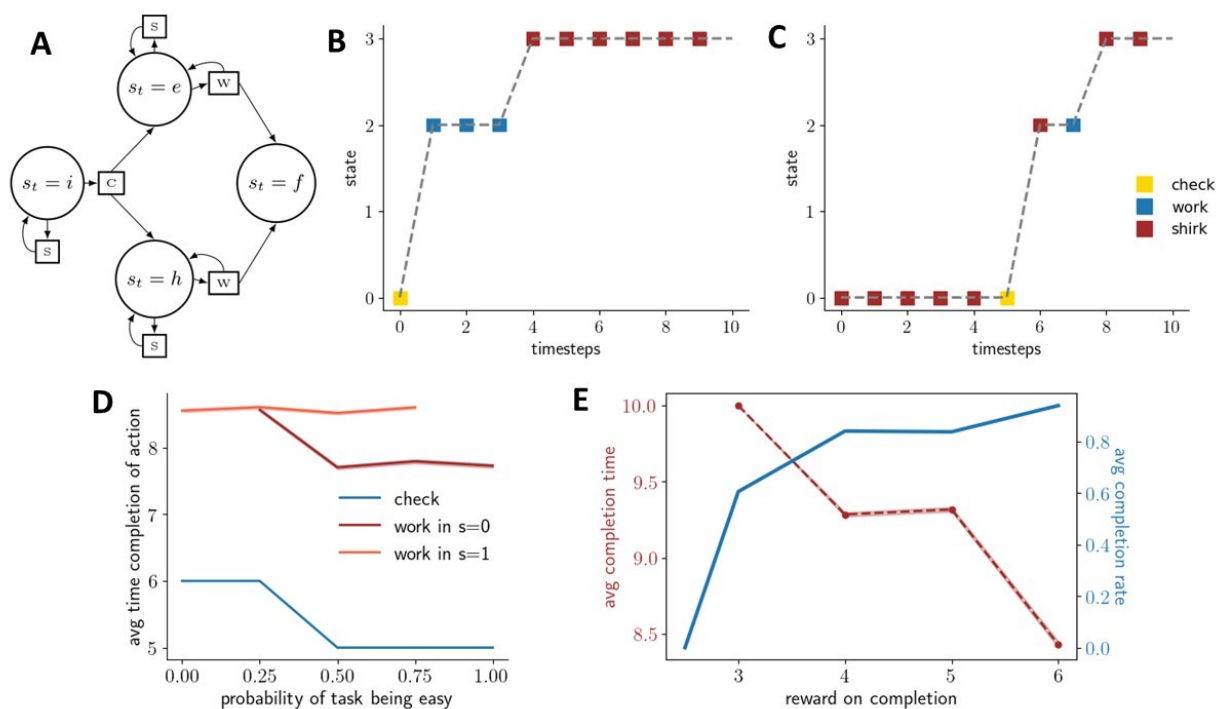 A
S
s_t = e
W
s_t = i
C
s_t = f
S
s_t = h
W
S
B
3
2
1
0
state
0 2 4 6 8 10
timesteps
C
3
2
1
0
state
0 2 4 6 8 10
timesteps
check
work
shirk
D
8
7
6
5
avg time completion of action
check
work in s=0
work in s=1
0.00 0.25 0.50 0.75 1.00
probability of task being easy
E
10.0
9.5
9.0
8.5
avg completion time
0.8
0.6
0.4
0.2
0.0
avg completion rate
3 4 5 6
reward on completion